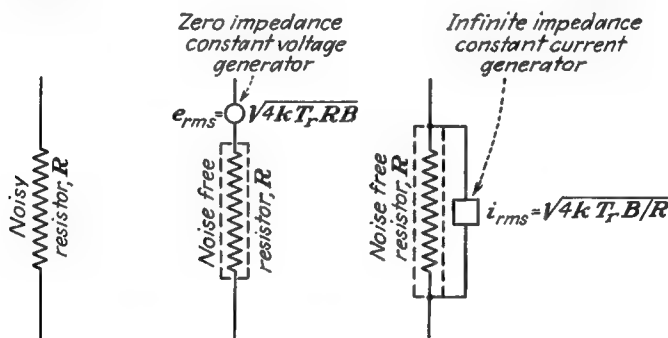 Zero impedance
constant voltage
generator
Infinite impedance
constant current
generator
e_rms = √4kT_rRB
Noisy
resistor, R
Noise free
resistor, R
Noise free
resistor, R
i_rms = √4kT_rB/R